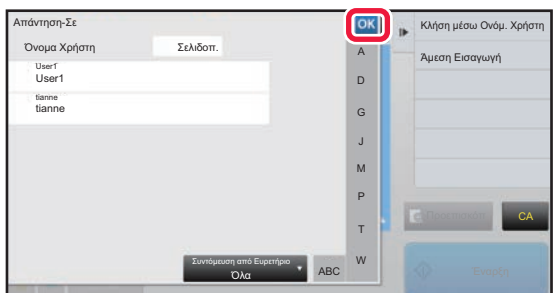 Απάντηση-Σε
OK
Όνομα Χρήστη
Σελιδοπ.
User1
User1
tianne
tianne
A
D
G
J
M
P
T
W
Συντόμευση από Ευρετήριο
Όλα
ABC
Κλήση μέσω Ονόμ. Χρήστη
Άμεση Εισαγωγή
CA
Έναρξη